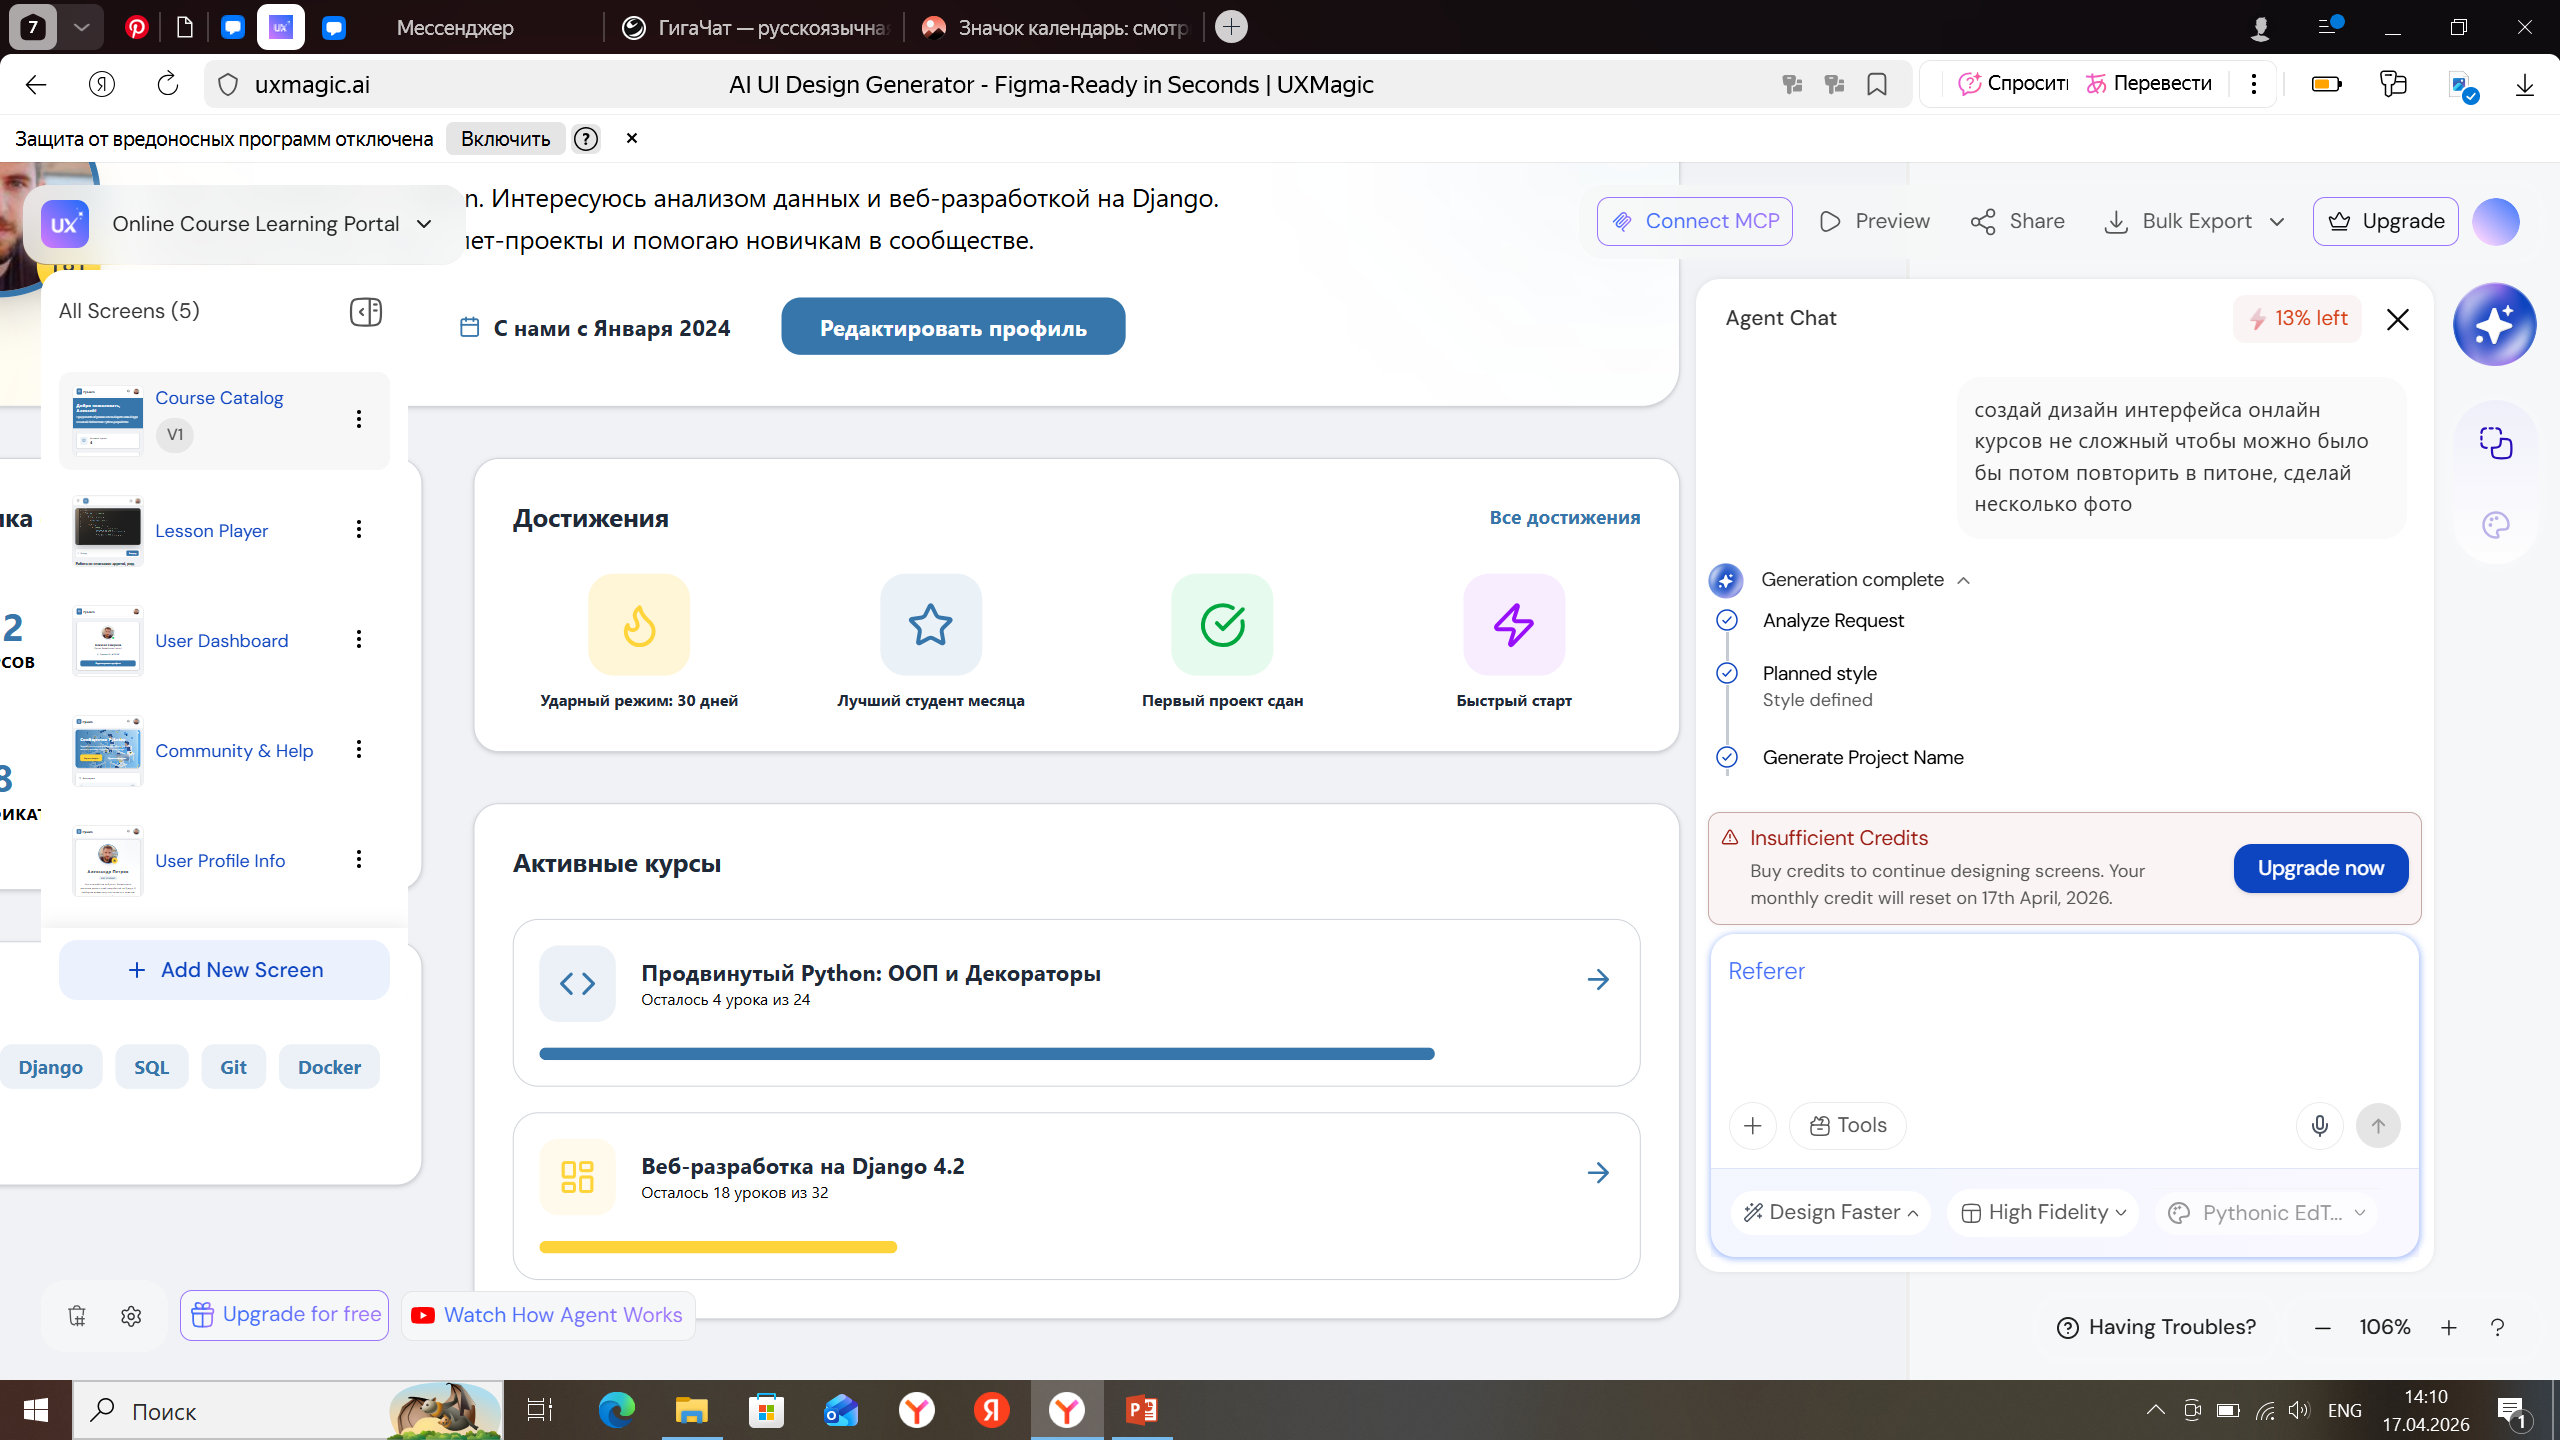 7
Мессенджер
ГигаЧат — русскоязычна
Значок календарь: смотр
uxmagic.ai
AI UI Design Generator - Figma-Ready in Seconds | UXMagic
Спросить
Перевести
Защита от вредоносных программ отключена
Включить
n. Интересуюсь анализом данных и веб-разработкой на Django.
лет-проекты и помогаю новичкам в сообществе.
UX
Online Course Learning Portal
Connect MCP
Preview
Share
Bulk Export
Upgrade
All Screens (5)
С нами с Января 2024
Редактировать профиль
Course Catalog
V1
Lesson Player
User Dashboard
Community & Help
User Profile Info
+ Add New Screen
ика
2
РСОВ
8
ФИКАТ
Django
SQL
Git
Docker
Достижения
Все достижения
Ударный режим: 30 дней
Лучший студент месяца
Первый проект сдан
Быстрый старт
Активные курсы
Продвинутый Python: ООП и Декораторы
Осталось 4 урока из 24
Веб-разработка на Django 4.2
Осталось 18 уроков из 32
Agent Chat
13% left
создай дизайн интерфейса онлайн
курсов не сложный чтобы можно было
бы потом повторить в питоне, сделай
несколько фото
Generation complete
Analyze Request
Planned style
Style defined
Generate Project Name
Insufficient Credits
Buy credits to continue designing screens. Your
monthly credit will reset on 17th April, 2026.
Upgrade now
Referer
Tools
Design Faster
High Fidelity
Pythonic EdT...
Upgrade for free
Watch How Agent Works
Having Troubles?
106%
Поиск
ENG
14:10
17.04.2026
1